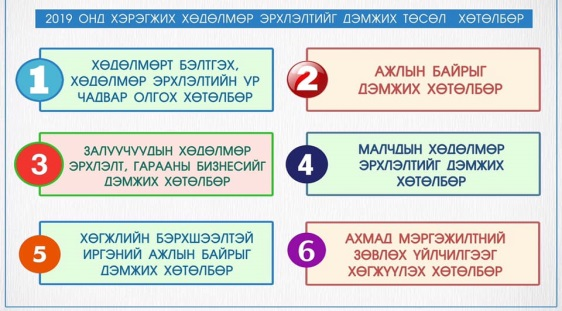 2019 ОНД ХЭРЭГЖИХ ХӨДӨЛМӨР ЭРХЛЭЛТИЙГ ДЭМЖИХ ТӨСӨЛ ХӨТӨЛБӨР
1
ХӨДӨЛМӨРТ БЭЛТГЭХ,
ХӨДӨЛМӨР ЭРХЛЭЛТИЙН УР
ЧАДВАР ОЛГОХ ХӨТӨЛБӨР
2
АЖЛЫН БАЙРЫГ
ДЭМЖИХ ХӨТӨЛБӨР
3
ЗАЛУУЧУУДЫН ХӨДӨЛМӨР
ЭРХЛЭЛТ, ГАРААНЫ БИЗНЕСИЙГ
ДЭМЖИХ ХӨТӨЛБӨР
4
МАЛЧДЫН ХӨДӨЛМӨР
ЭРХЛЭЛТИЙГ ДЭМЖИХ
ХӨТӨЛБӨР
5
ХӨГЖЛИЙН БЭРХШЭЭЛТЭЙ
ИРГЭНИЙ АЖЛЫН БАЙРЫГ
ДЭМЖИХ ХӨТӨЛБӨР
6
АХМАД МЭРГЭЖИЛТНИЙ
ЗӨВЛӨХ ҮЙЛЧИЛГЭЭГ
ХӨГЖҮҮЛЭХ ХӨТӨЛБӨР